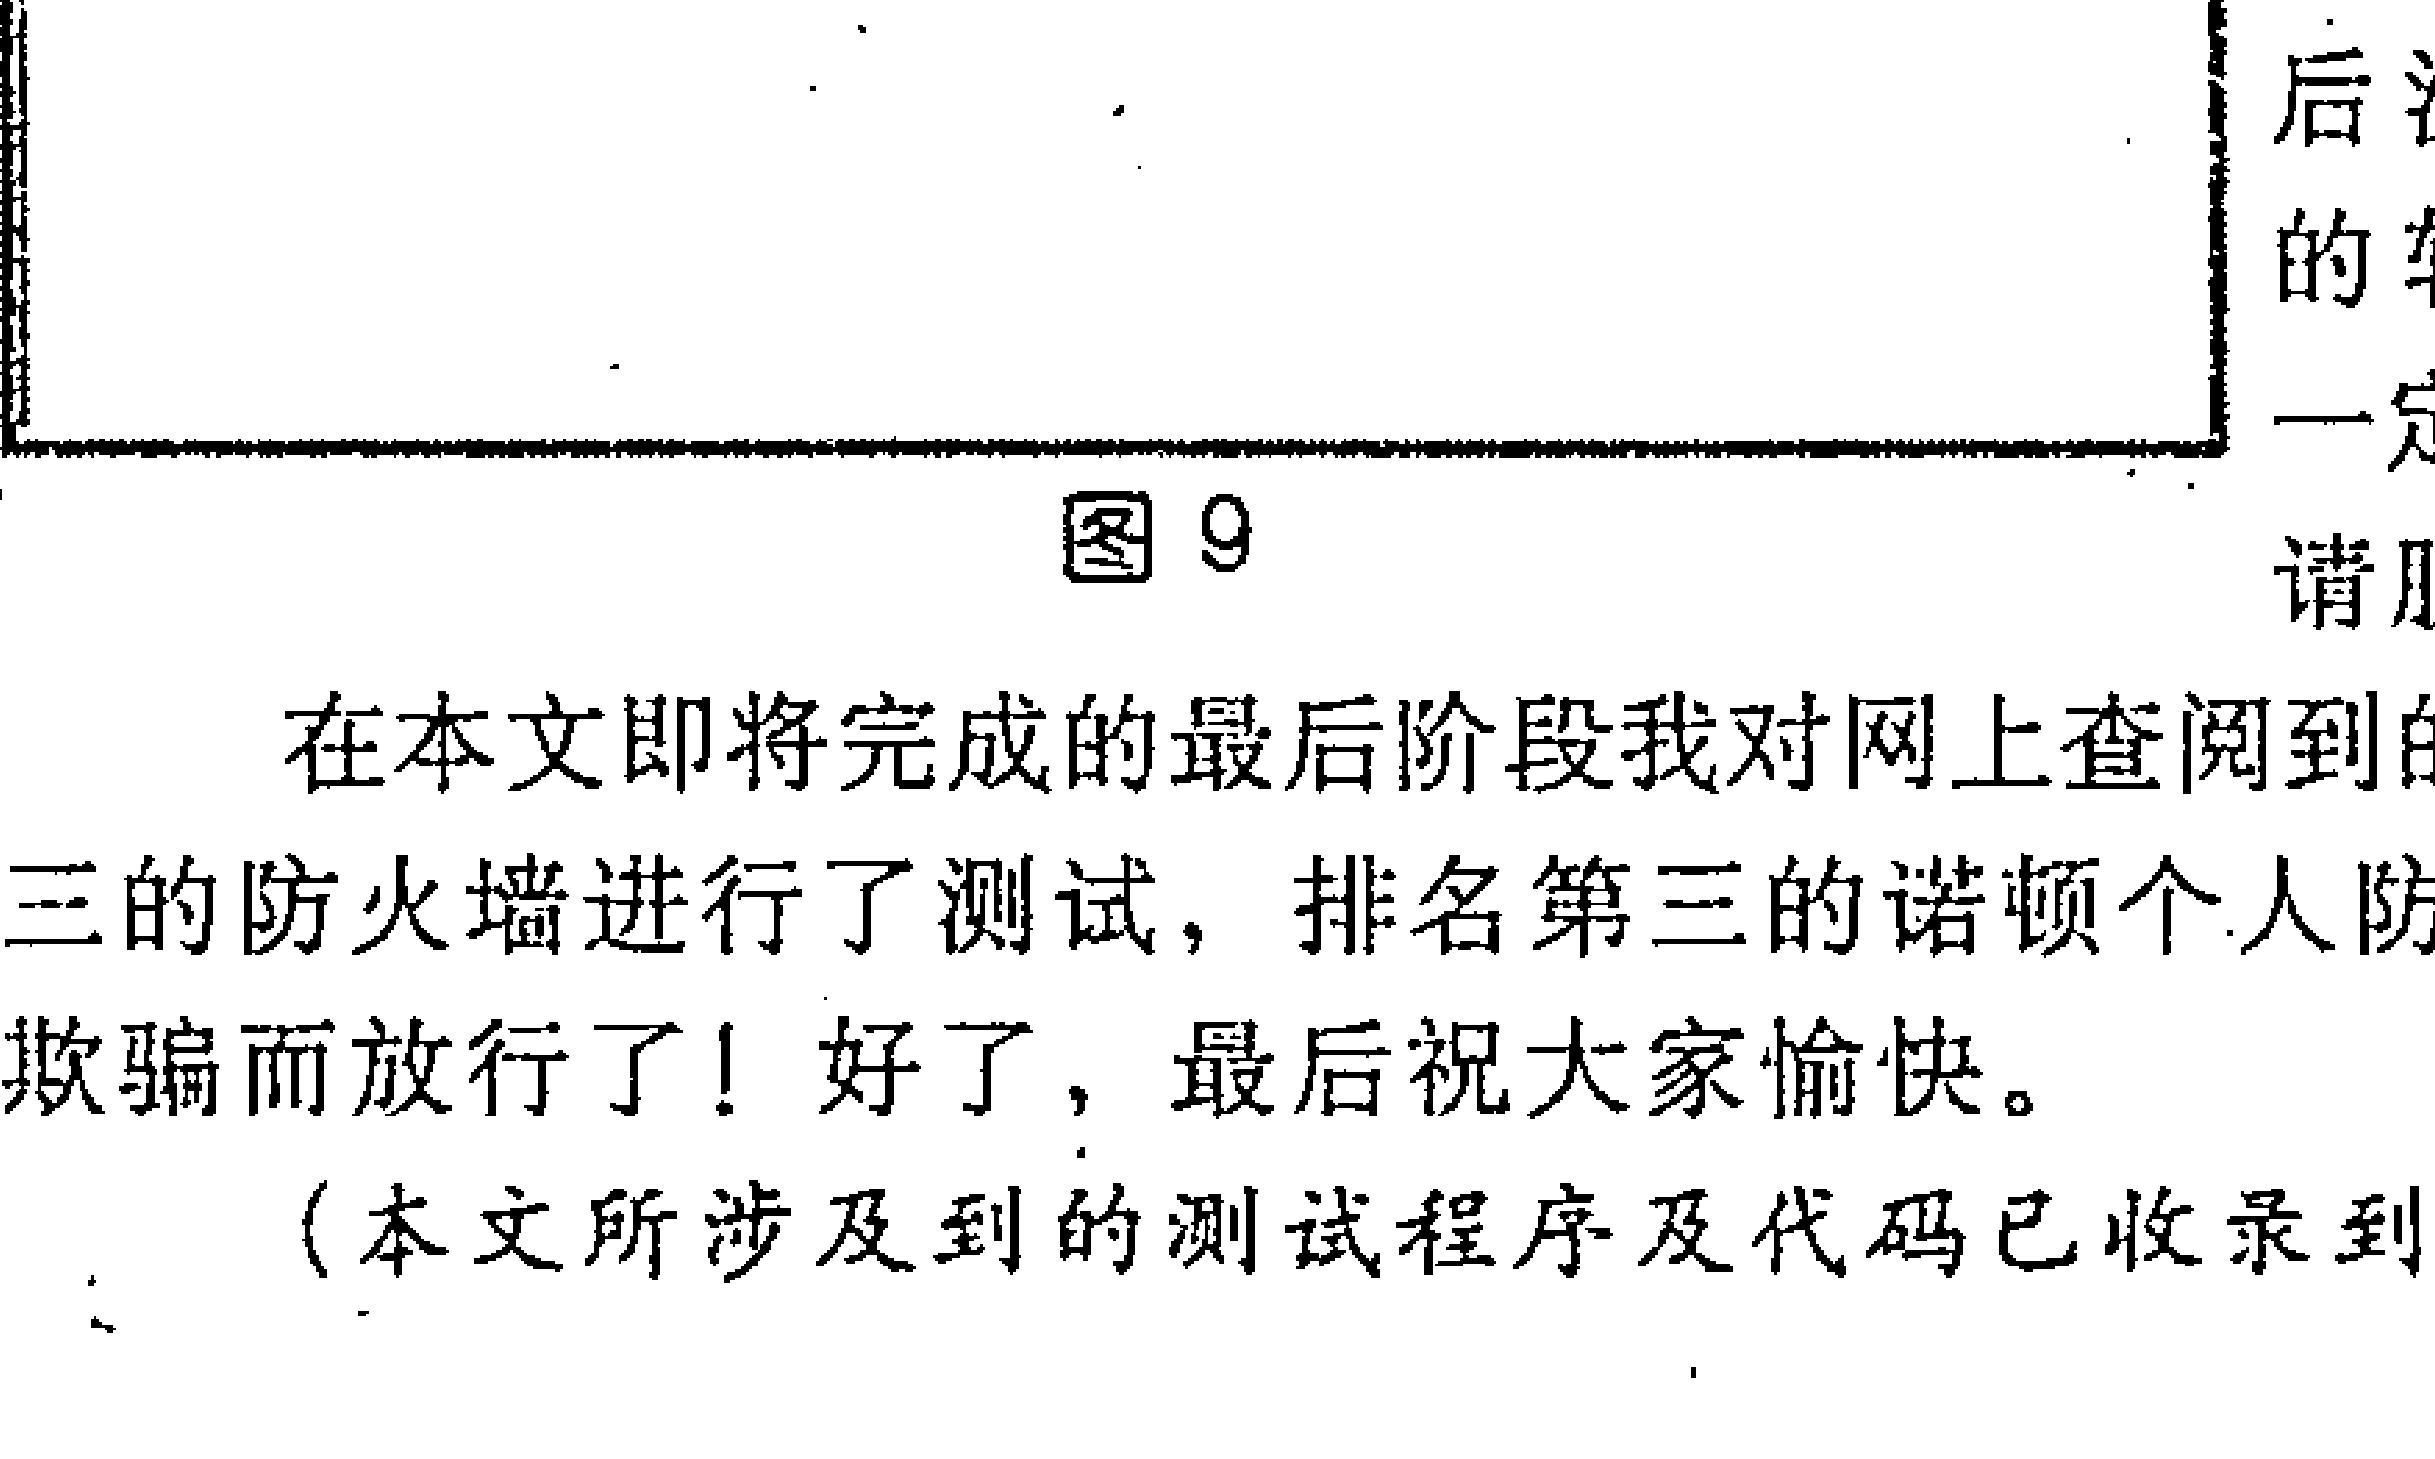 后
的
一定
图 9
请
在本文即将完成的最后阶段我对网上查阅到的
三的防火墙进行了测试，排名第三的诺顿个人防
欺骗而放行了！好了，最后祝大家愉快。
（本文所涉及到的测试程序及代码已收录到